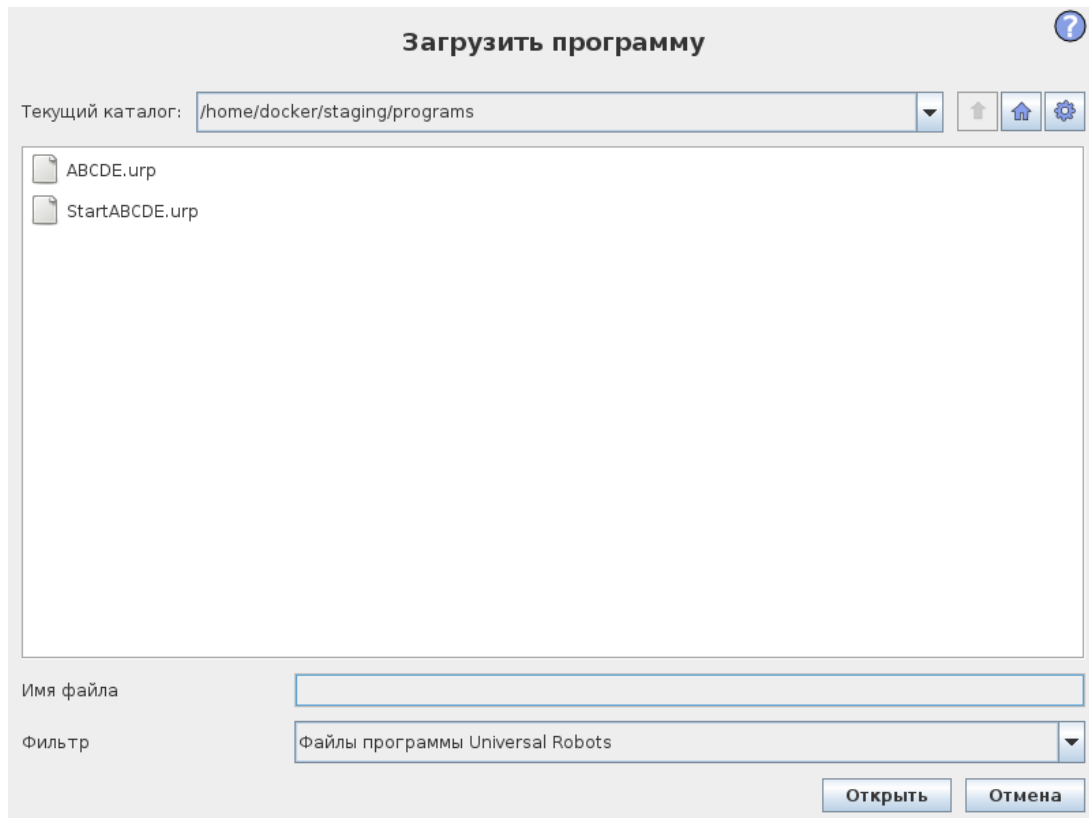 Загрузить программу
?
Текущий каталог: /home/docker/staging/programs
ABCDE.urp
StartABCDE.urp
Имя файла
Фильтр Файлы программы Universal Robots
Открыть Отмена